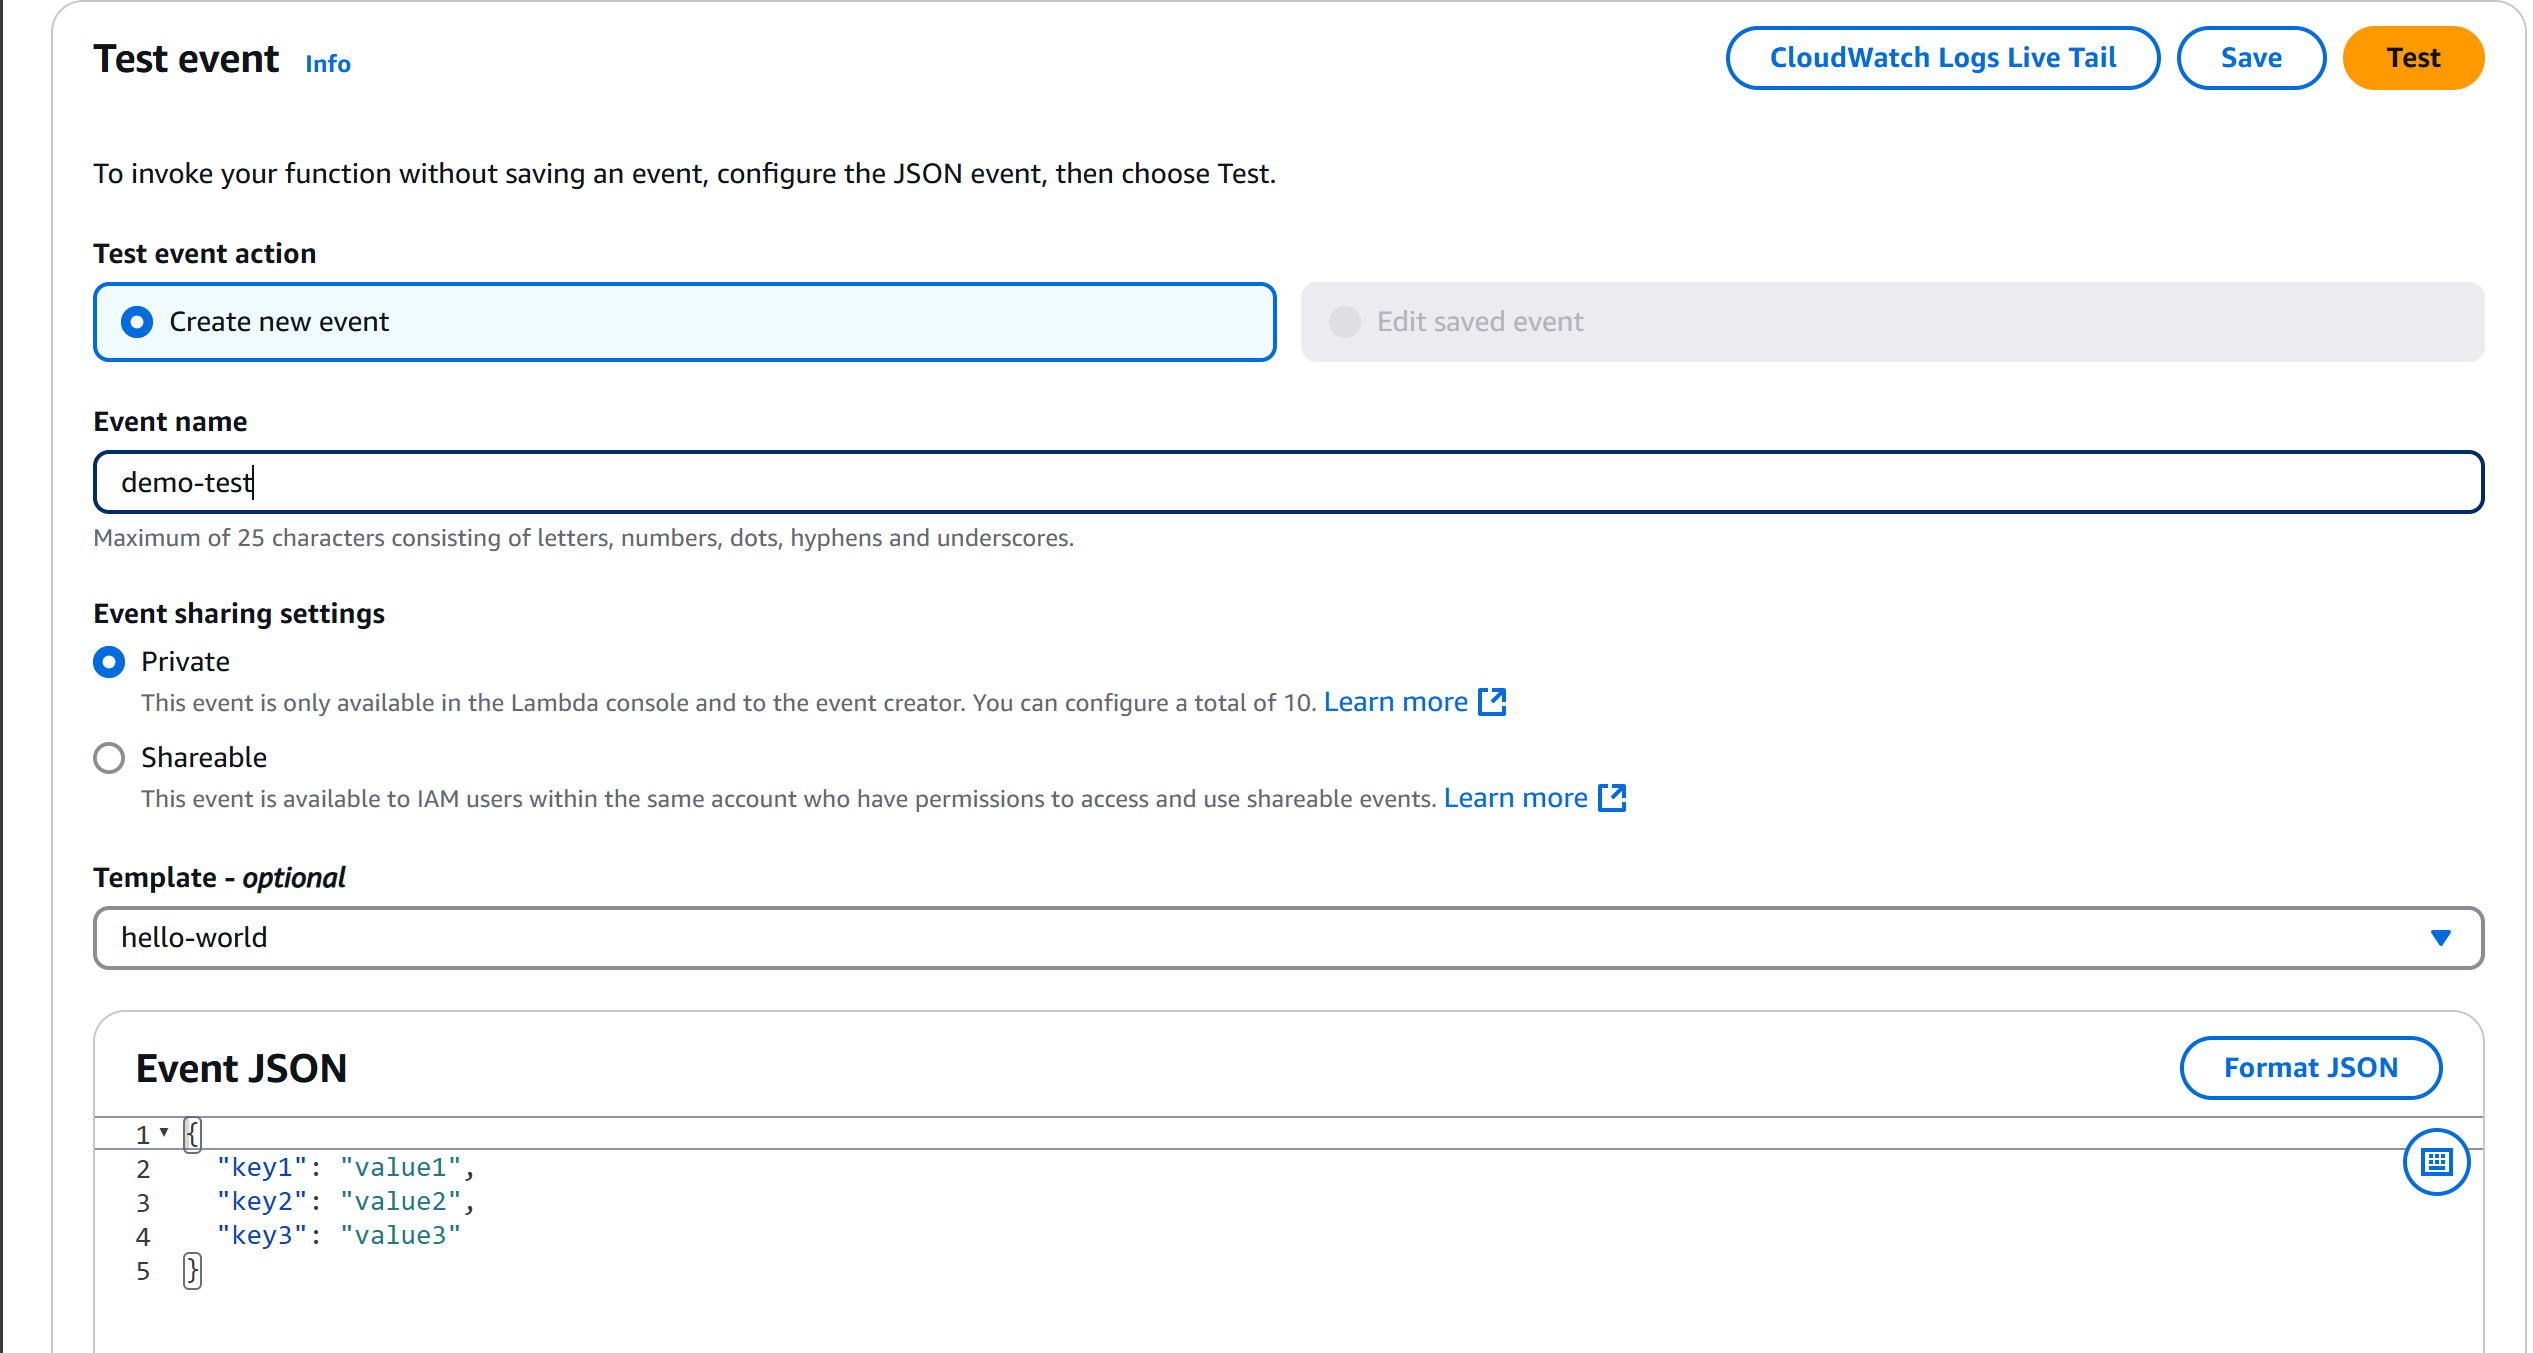 Test event Info CloudWatch Logs Live Tail Save Test
To invoke your function without saving an event, configure the JSON event, then choose Test.
Test event action
Create new event Edit saved event
Event name
demo-test
Maximum of 25 characters consisting of letters, numbers, dots, hyphens and underscores.
Event sharing settings
Private
This event is only available in the Lambda console and to the event creator. You can configure a total of 10. Learn more
Shareable
This event is available to IAM users within the same account who have permissions to access and use shareable events. Learn more
Template - optional
hello-world
Event JSON Format JSON
1 {
2 "key1": "value1",
3 "key2": "value2",
4 "key3": "value3"
5 }